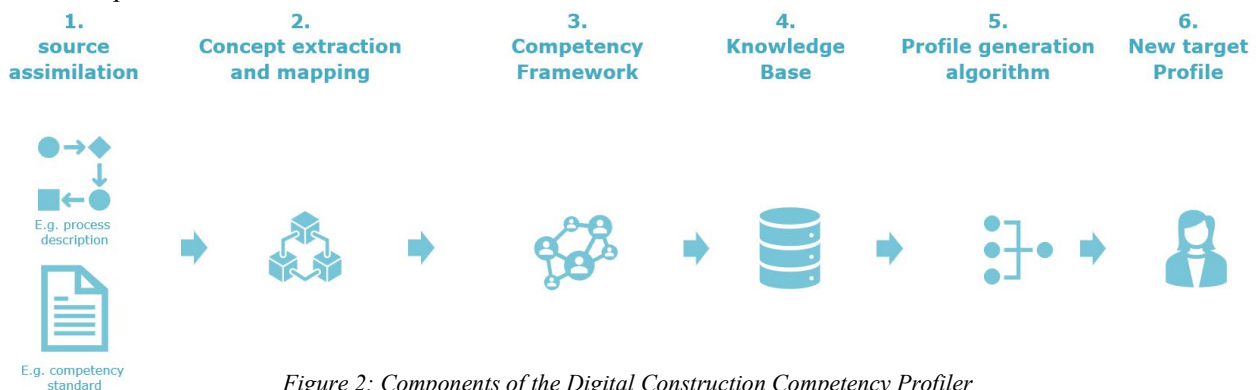 1.
source
assimilation
2.
Concept extraction
and mapping
3.
Competency
Framework
4.
Knowledge
Base
5.
Profile generation
algorithm
6.
New target
Profile
E.g. process
description
E.g. competency
standard
Figure 2: Components of the Digital Construction Competency Profiler